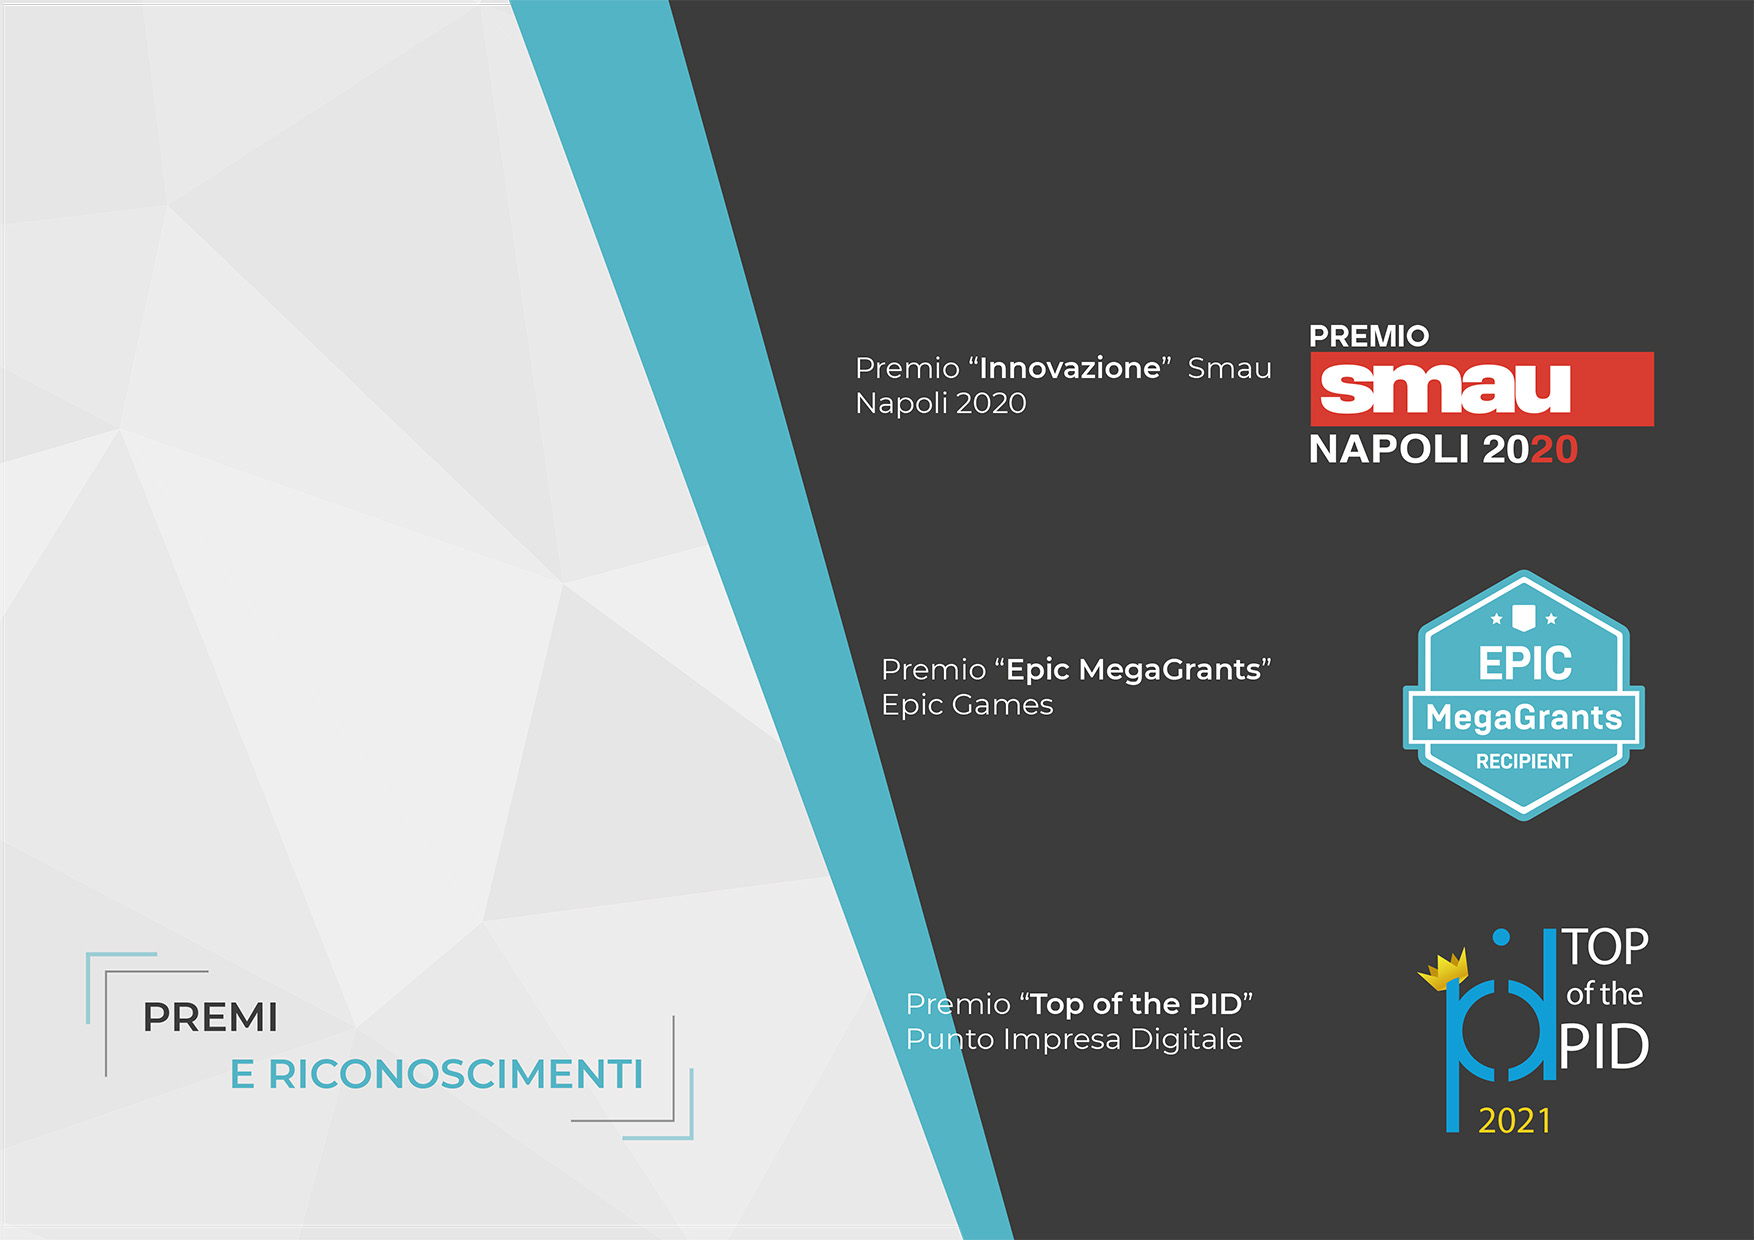 PREMI
E RICONOSCIMENTI
Premio “Innovazione” Smau
Napoli 2020
PREMIO
smau
NAPOLI 2020
Premio “Epic MegaGrants”
Epic Games
EPIC
MegaGrants
RECIPIENT
Premio “Top of the PID”
Punto Impresa Digitale
pid
TOP
of the
PID
2021